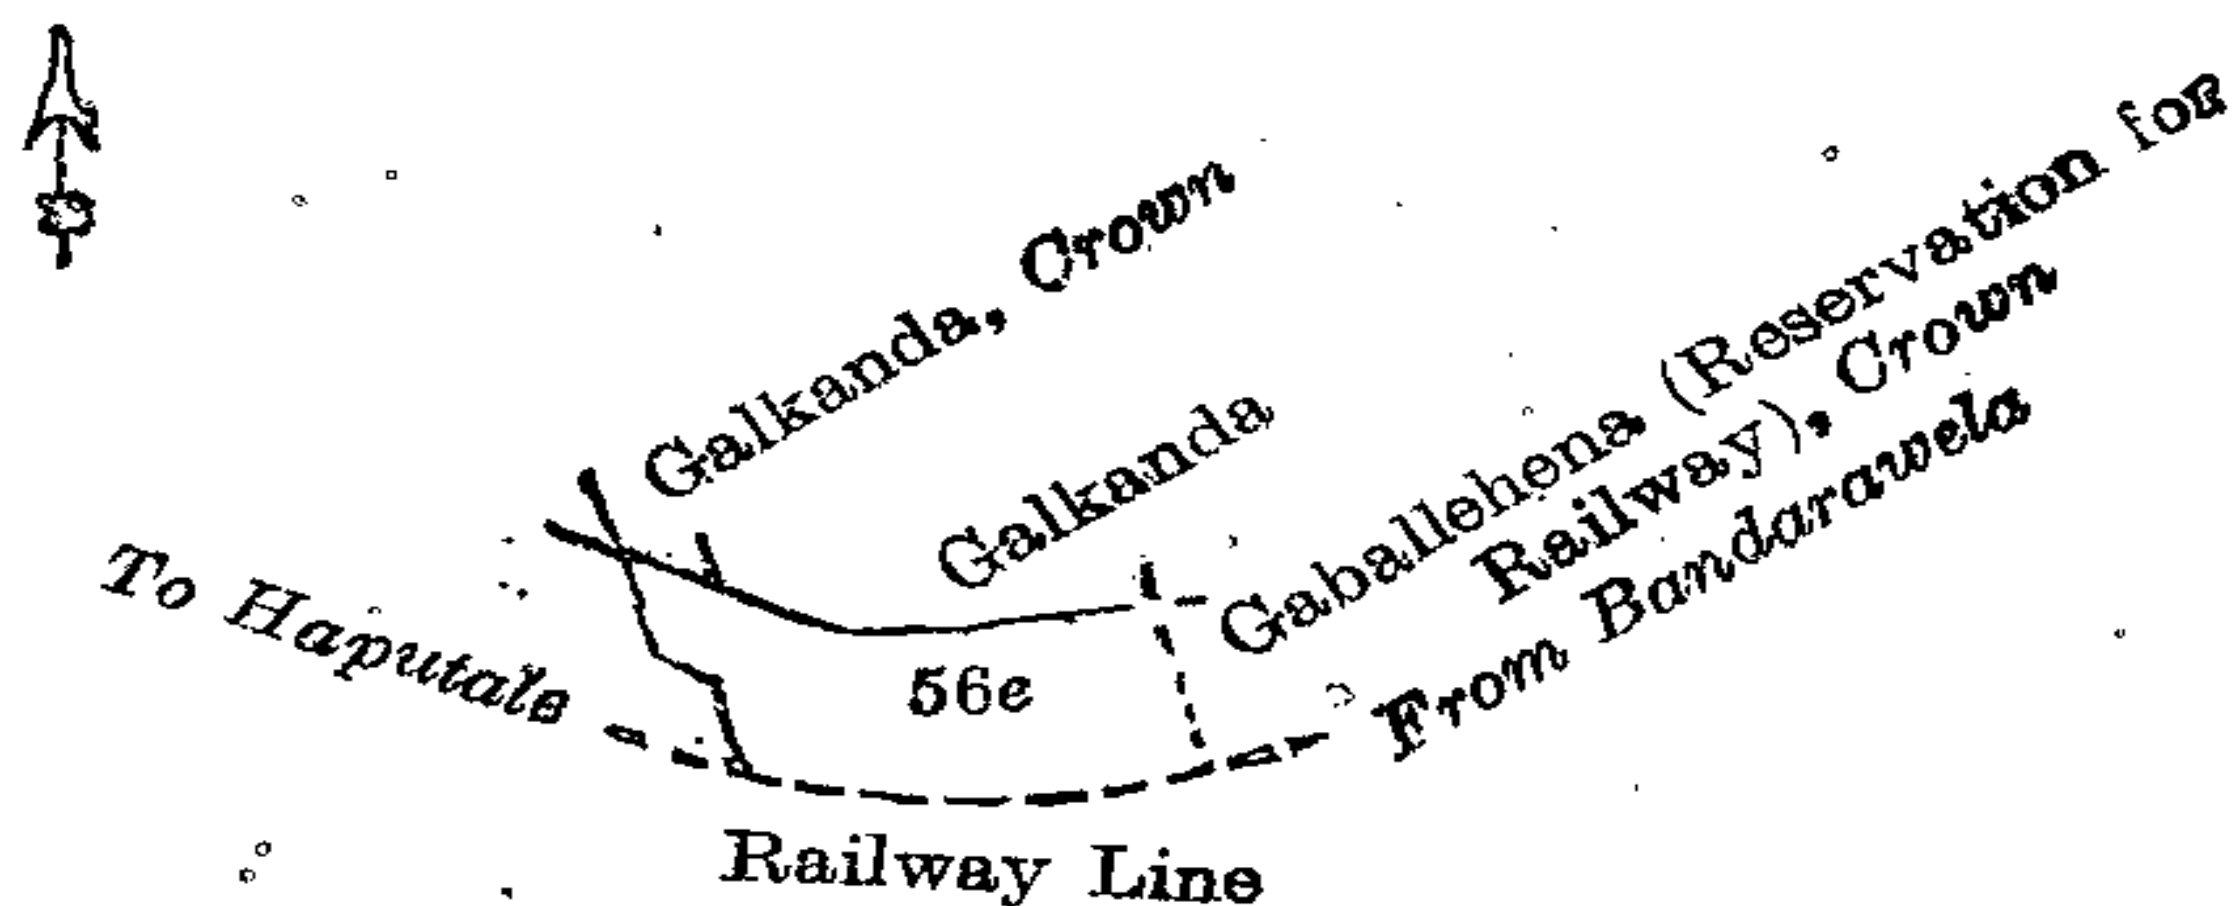 Galkanda, Crown
Galkanda
Gaballehena (Reservation for
Railway), Crown
From Bandarawela
To Haputale
56e
Railway Line